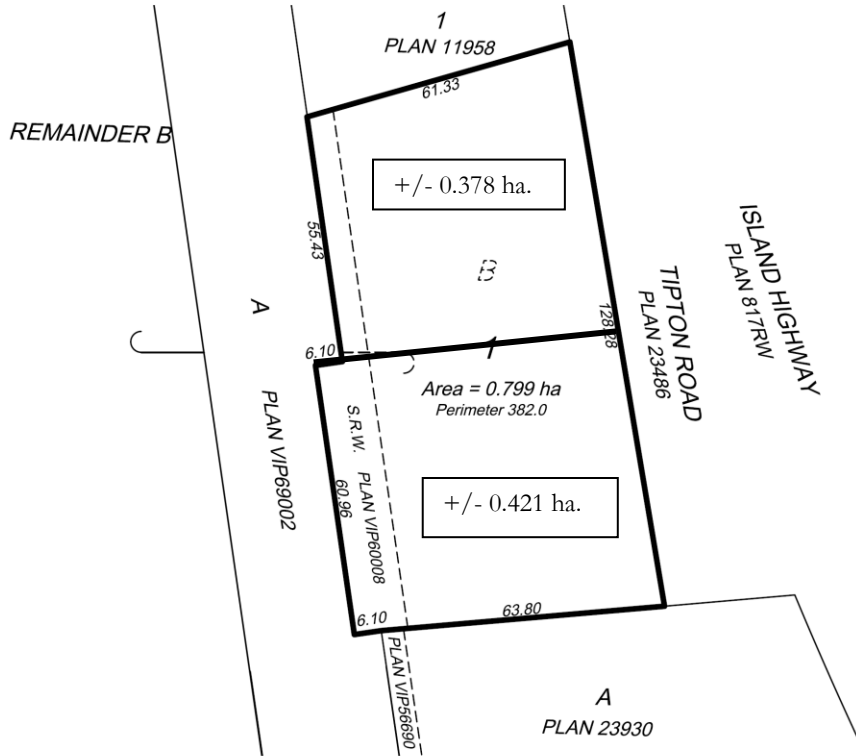 1
PLAN 11958
61.33
REMAINDER B
+/- 0.378 ha.
55.43
B
ISLAND HIGHWAY
PLAN 817RW
TIPTON ROAD
PLAN 23486
A
128.28
6.10
1
Area = 0.799 ha
Perimeter 382.0
PLAN VIP69002
S.R.W. PLAN VIP60008
60.96
+/- 0.421 ha.
6.10
63.80
PLAN VIP56690
A
PLAN 23930